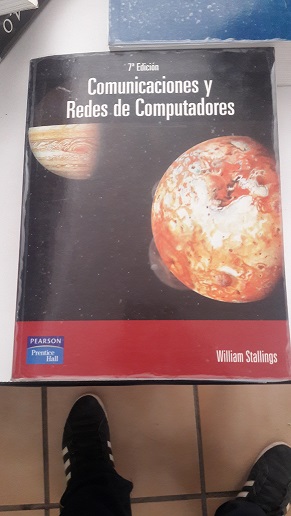 7ª Edición
Comunicaciones y
Redes de Computadores
PEARSON
Prentice
Hall
William Stallings